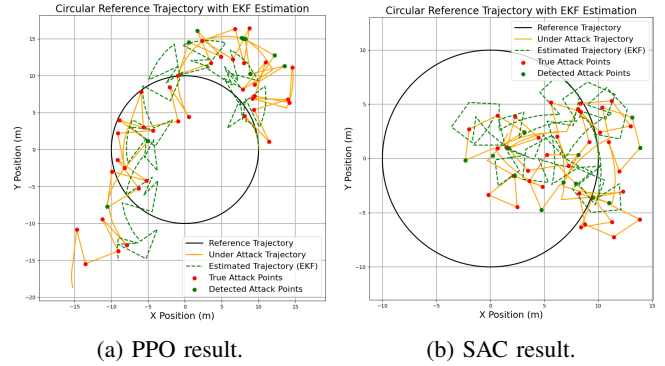 Circular Reference Trajectory with EKF Estimation
Y Position (m)
15
10
5
0
−5
−10
−15
−20
Reference Trajectory
Under Attack Trajectory
Estimated Trajectory (EKF)
True Attack Points
Detected Attack Points
−15
−10
−5
0
5
10
15
X Position (m)
(a) PPO result.
Circular Reference Trajectory with EKF Estimation
Y Position (m)
10
5
0
−5
−10
Reference Trajectory
Under Attack Trajectory
Estimated Trajectory (EKF)
True Attack Points
Detected Attack Points
−10
−5
0
5
10
15
X Position (m)
(b) SAC result.